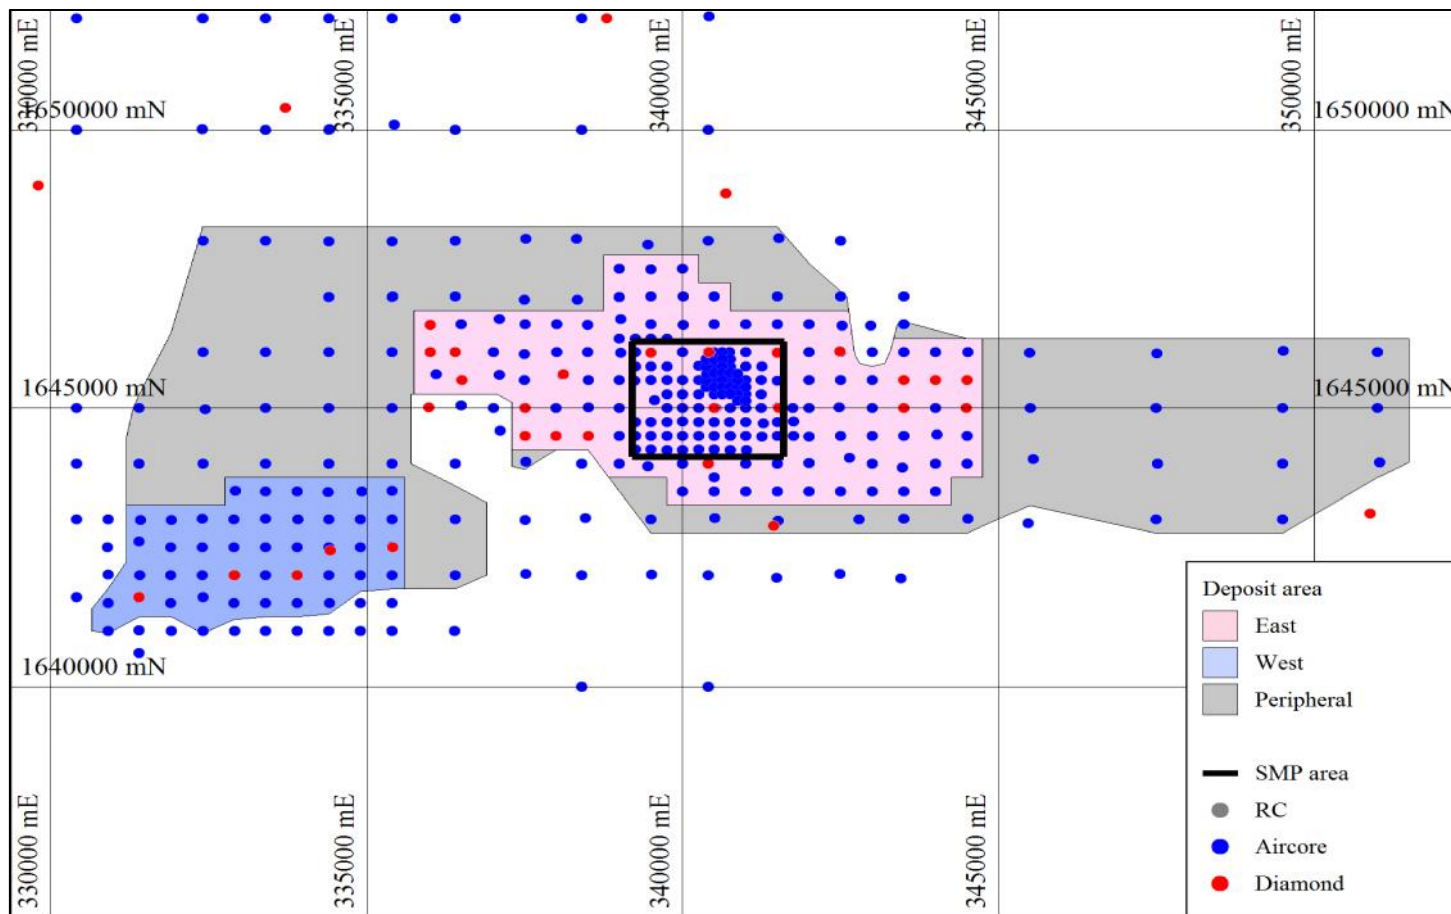 330000 mE
335000 mE
340000 mE
345000 mE
350000 mE
1650000 mN
1650000 mN
1645000 mN
1645000 mN
1640000 mN
330000 mE
335000 mE
340000 mE
345000 mE
Deposit area
East
West
Peripheral
SMP area
RC
Aircore
Diamond